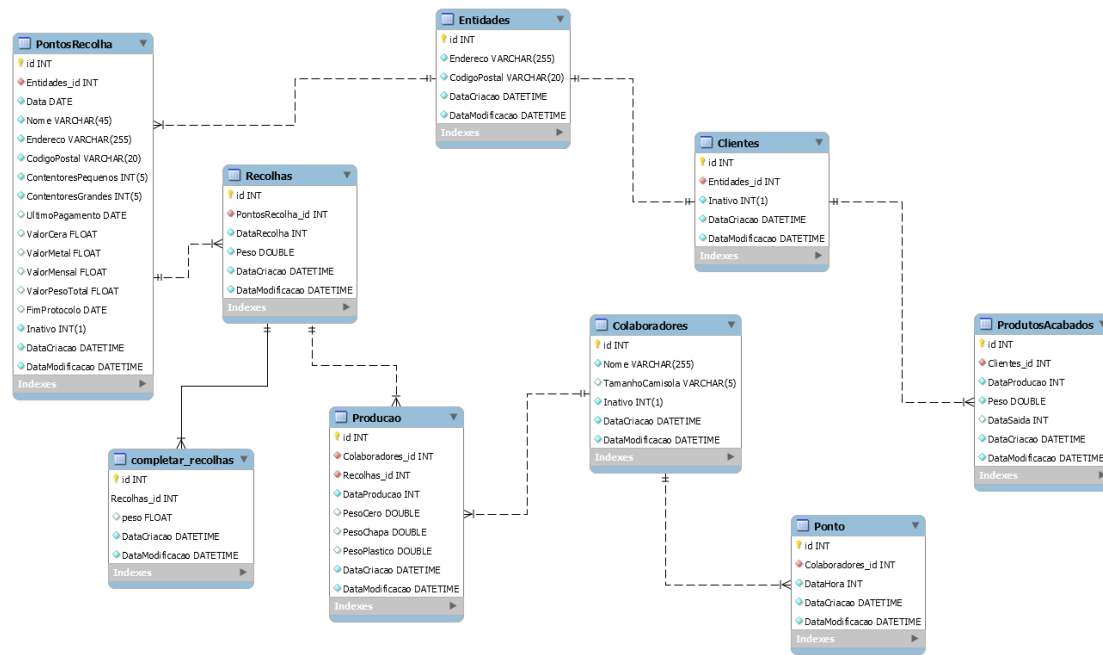 Entidades
id INT
Endereco VARCHAR(255)
CodigoPostal VARCHAR(20)
DataCriacao DATETIME
DataModificacao DATETIME
Indexes
PontosRecolha
id INT
Entidades_id INT
Data DATE
Nome VARCHAR(45)
Endereco VARCHAR(255)
CodigoPostal VARCHAR(20)
ContentoresPequenos INT(5)
ContentoresGrandes INT(5)
UltimoPagamento DATE
ValorCera FLOAT
ValorMetal FLOAT
ValorMensal FLOAT
ValorPesoTotal FLOAT
FimProtocolo DATE
Inativo INT(1)
DataCriacao DATETIME
DataModificacao DATETIME
Indexes
Clientes
id INT
Entidades_id INT
Inativo INT(1)
DataCriacao DATETIME
DataModificacao DATETIME
Indexes
Recolhas
id INT
PontosRecolha_id INT
DataRecolha INT
Peso DOUBLE
DataCriacao DATETIME
DataModificacao DATETIME
Indexes
Colaboradores
id INT
Nome VARCHAR(255)
TamanhoCamisola VARCHAR(5)
Inativo INT(1)
DataCriacao DATETIME
DataModificacao DATETIME
Indexes
ProdutosAcabados
id INT
Clientes_id INT
DataProducao INT
Peso DOUBLE
DataSaida INT
DataCriacao DATETIME
DataModificacao DATETIME
Indexes
Producao
id INT
Colaboradores_id INT
Recolhas_id INT
DataProducao INT
PesoCero DOUBLE
PesoChapa DOUBLE
PesoPlastico DOUBLE
DataCriacao DATETIME
DataModificacao DATETIME
Indexes
completar_recolhas
id INT
Recolhas_id INT
peso FLOAT
DataCriacao DATETIME
DataModificacao DATETIME
Indexes
Ponto
id INT
Colaboradores_id INT
DataHora INT
DataCriacao DATETIME
DataModificacao DATETIME
Indexes